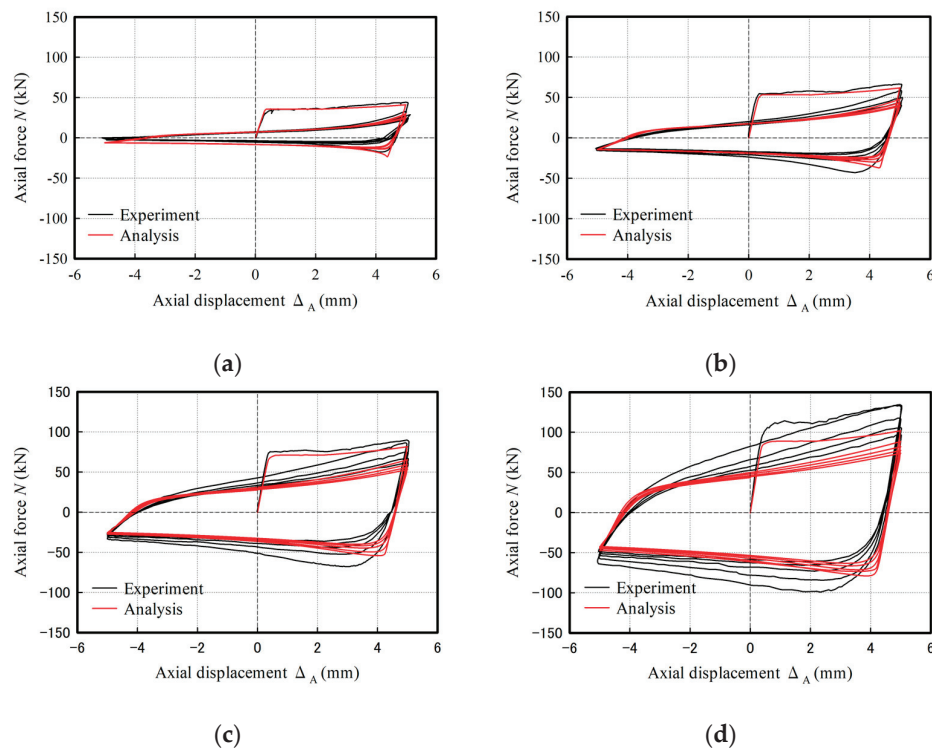 150
100
50
0
-50
-100
-150
Axial force N (kN)
Experiment
Analysis
-6 -4 -2 0 2 4 6
Axial displacement Δ A (mm)
(a)
150
100
50
0
-50
-100
-150
Axial force N (kN)
Experiment
Analysis
-6 -4 -2 0 2 4 6
Axial displacement Δ A (mm)
(b)
150
100
50
0
−50
−100
−150
Axial force N (kN)
Experiment
Analysis
−6 −4 −2 0 2 4 6
Axial displacement Δ A (mm)
(c)
150
100
50
0
−50
−100
−150
Axial force N (kN)
Experiment
Analysis
−6 −4 −2 0 2 4 6
Axial displacement Δ A (mm)
(d)